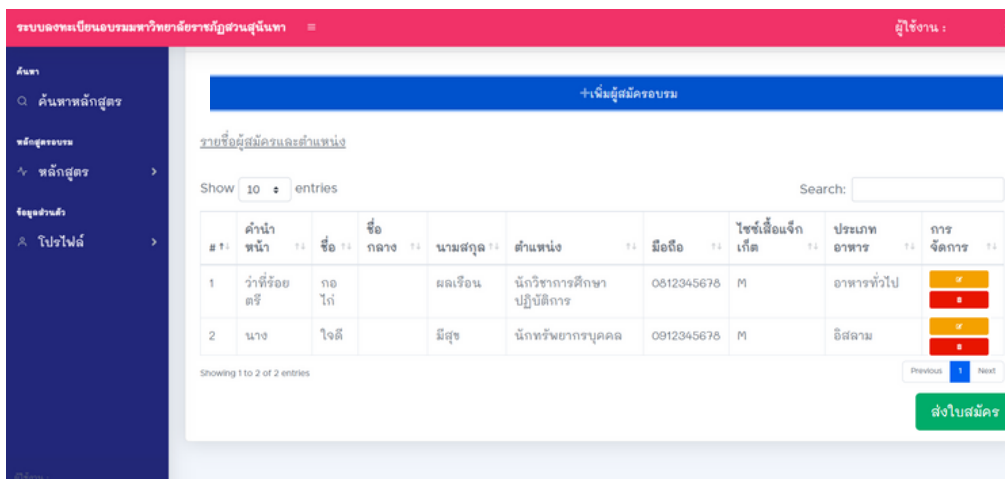 ระบบลงทะเบียนอบรมมหาวิทยาลัยราชภัฏสวนสุนันทา
ผู้ใช้งาน :
ค้นหา
ค้นหาหลักสูตร
หลักสูตรอบรม
หลักสูตร
ข้อมูลส่วนตัว
โปรไฟล์
+เพิ่มผู้สมัครอบรม
รายชื่อผู้สมัครและตำแหน่ง
Show 10 entries
Search:
# คำนำหน้า ชื่อ ชื่อกลาง นามสกุล ตำแหน่ง มือถือ ไซซ์เสื้อแจ็กเก็ต ประเภทอาหาร การจัดการ
1 ว่าที่ร้อยตรี กอไก่ ผลเรือน นักวิชาการศึกษาปฏิบัติการ 0812345678 M อาหารทั่วไป
2 นาง ใจดี มีสุข นักทรัพยากรบุคคล 0912345678 M อิสลาม
Showing 1 to 2 of 2 entries
Previous 1 Next
ส่งใบสมัคร